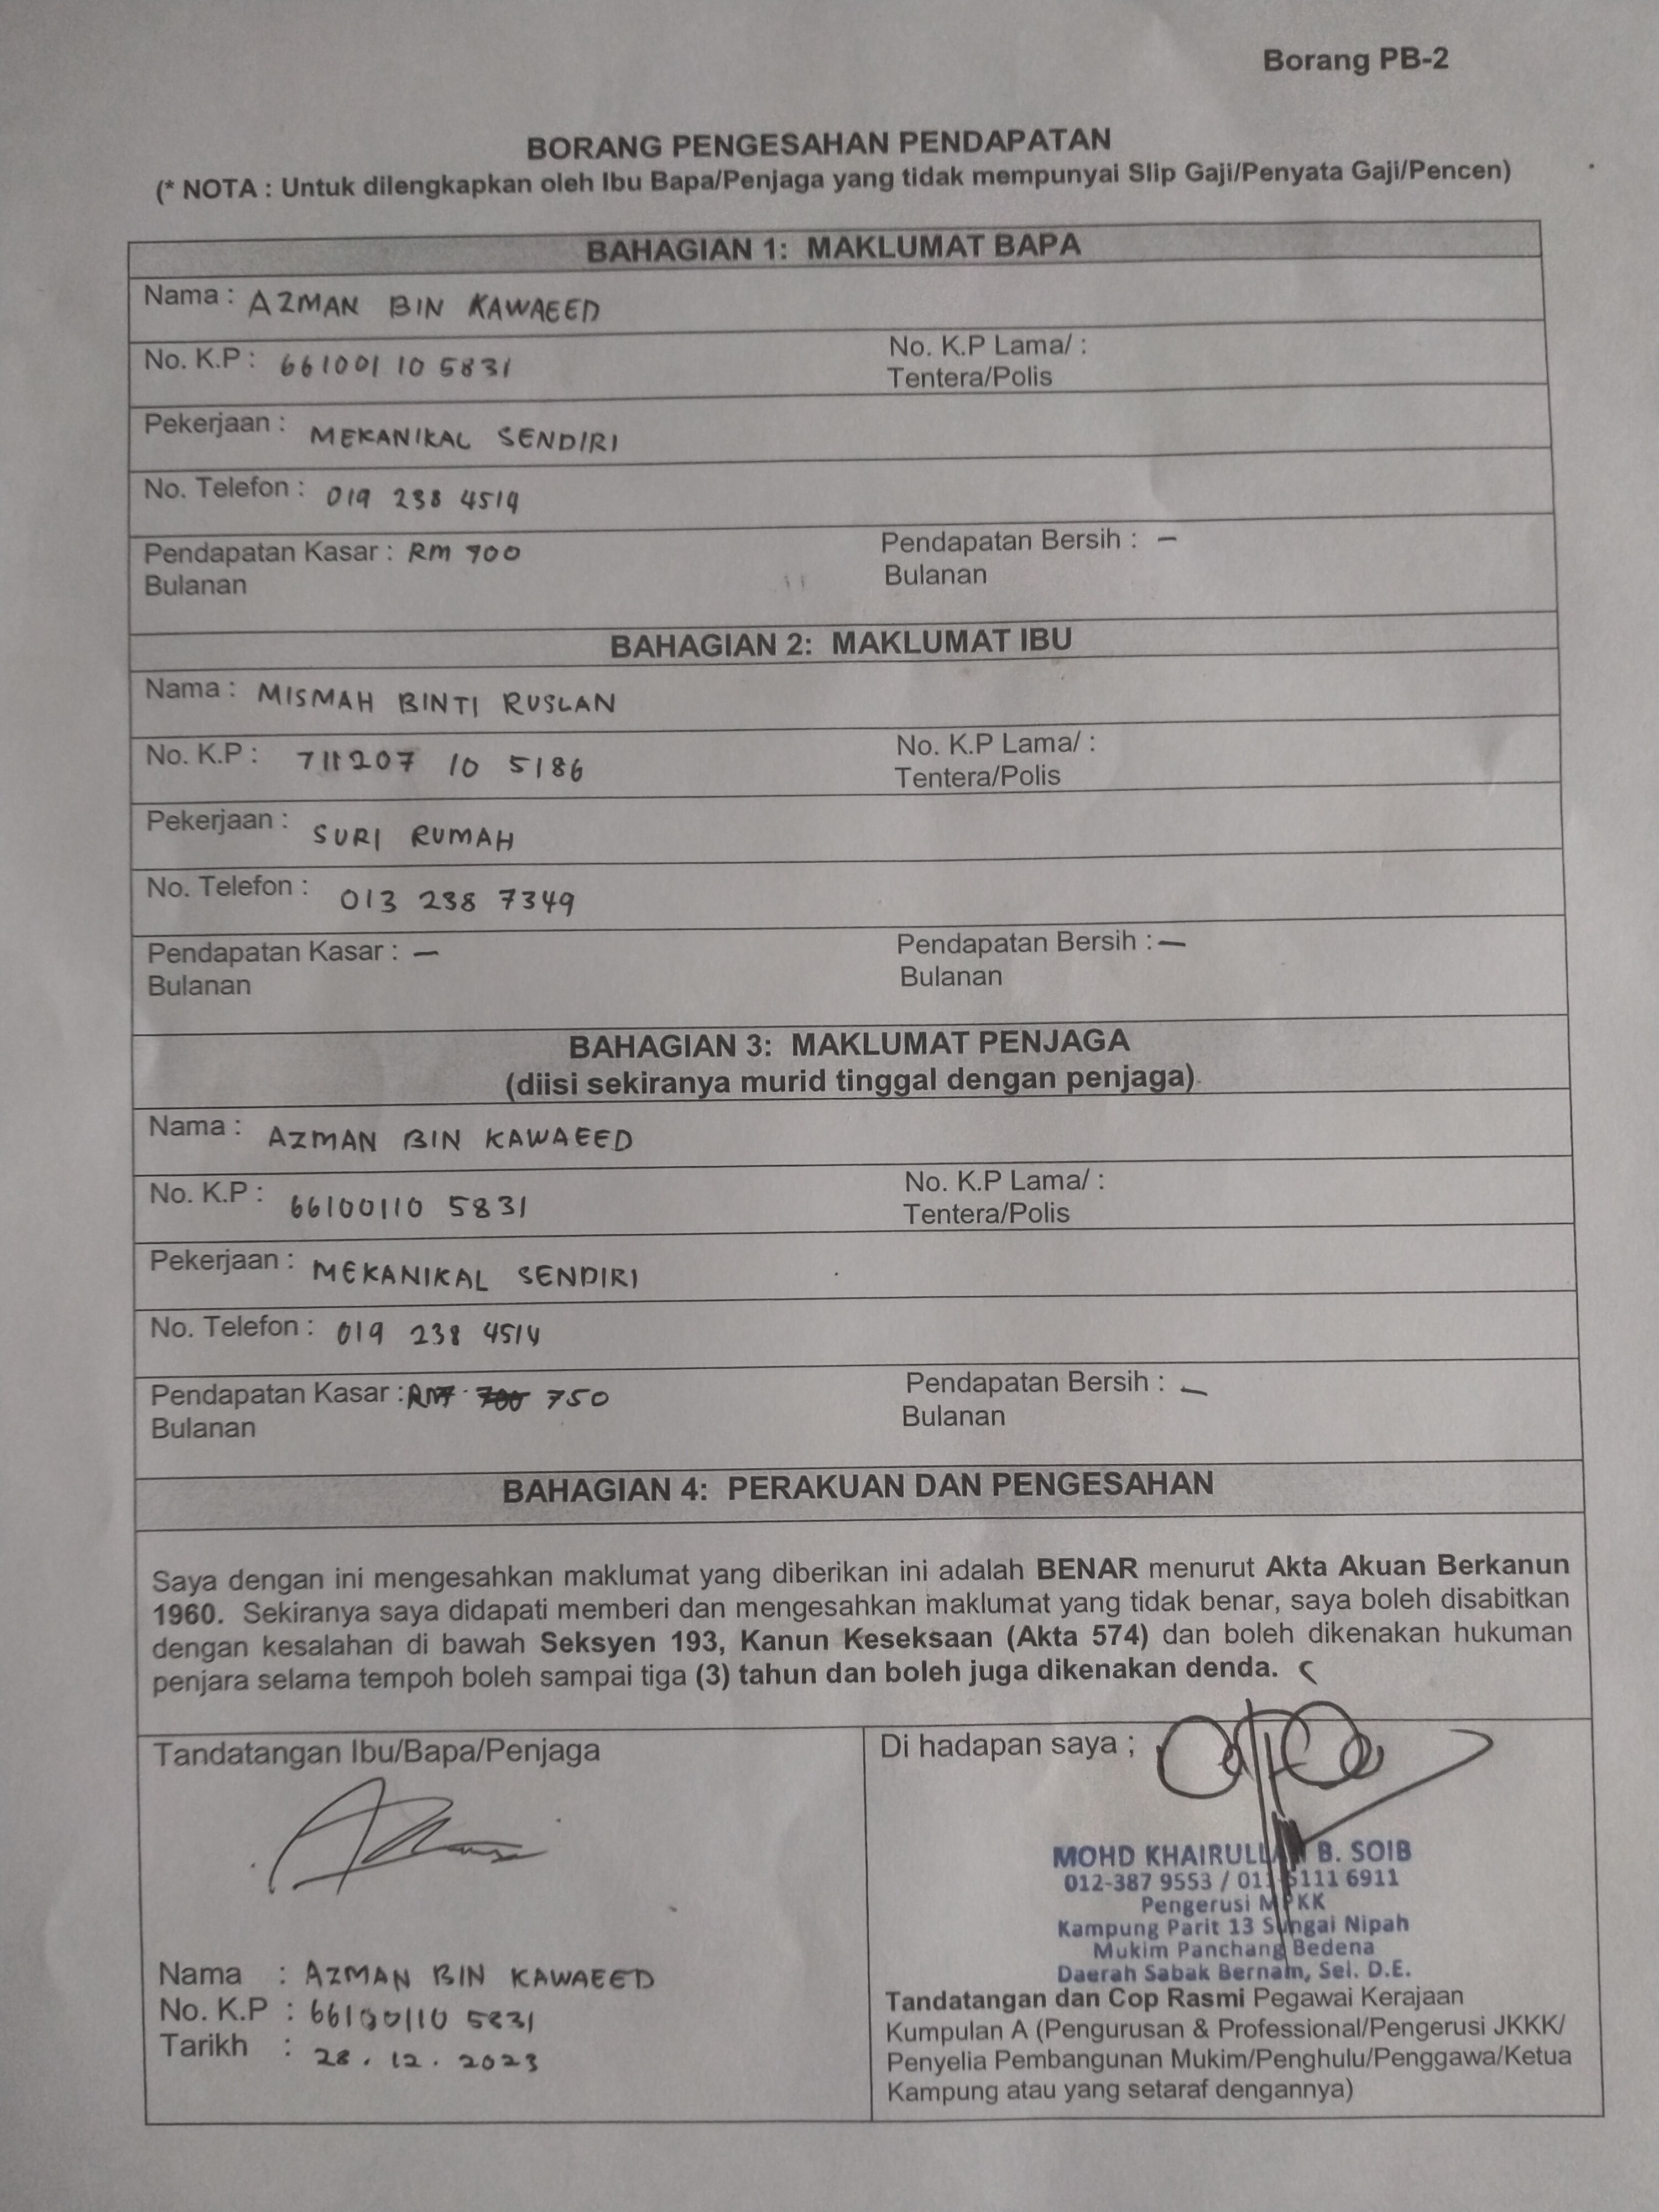 Borang PB-2
BORANG PENGESAHAN PENDAPATAN
(* NOTA : Untuk dilengkapkan oleh Ibu Bapa/Penjaga yang tidak mempunyai Slip Gaji/Penyata Gaji/Pencen)
BAHAGIAN 1: MAKLUMAT BAPA
Nama : AZMAN BIN KAWAEED
No. K.P : 661001 10 5831
No. K.P Lama/ :
Tentera/Polis
Pekerjaan : MEKANIKAL SENDIRI
No. Telefon : 019 238 4519
Pendapatan Kasar : RM 700
Bulanan
Pendapatan Bersih : –
Bulanan
BAHAGIAN 2: MAKLUMAT IBU
Nama : MISMAH BINTI RUSLAN
No. K.P : 711207 10 5186
No. K.P Lama/ :
Tentera/Polis
Pekerjaan : SURI RUMAH
No. Telefon : 013 238 7349
Pendapatan Kasar : –
Bulanan
Pendapatan Bersih : –
Bulanan
BAHAGIAN 3: MAKLUMAT PENJAGA
(diisi sekiranya murid tinggal dengan penjaga)
Nama : AZMAN BIN KAWAEED
No. K.P : 66100110 5831
No. K.P Lama/ :
Tentera/Polis
Pekerjaan : MEKANIKAL SENDIRI
No. Telefon : 019 238
Pendapatan Kasar : RM 700 750
Bulanan
Pendapatan Bersih : –
Bulanan
BAHAGIAN 4: PERAKUAN DAN PENGESAHAN
Saya dengan ini mengesahkan maklumat yang diberikan ini adalah BENAR menurut Akta Akuan Berkanun
1960. Sekiranya saya didapati memberi dan mengesahkan maklumat yang tidak benar, saya boleh disabitkan
dengan kesalahan di bawah Seksyen 193, Kanun Keseksaan (Akta 574) dan boleh dikenakan hukuman
penjara selama tempoh boleh sampai tiga (3) tahun dan boleh juga dikenakan denda.
Tandatangan Ibu/Bapa/Penjaga
Nama : AZMAN BIN KAWAEED
No. K.P : 66100110 5831
Tarikh : 28.12.2023
Di hadapan saya ;
MOHD KHAIRULLAH B. SOIB
012-387 9553 / 011-5111 6911
Pengerusi MPKK
Kampung Parit 13 Sungai Nipah
Mukim Panchang Bedena
Daerah Sabak Bernam, Sel. D.E.
Tandatangan dan Cop Rasmi Pegawai Kerajaan
Kumpulan A (Pengurusan & Professional/Pengerusi JKKK/
Penyelia Pembangunan Mukim/Penghulu/Penggawa/Ketua
Kampung atau yang setaraf dengannya)